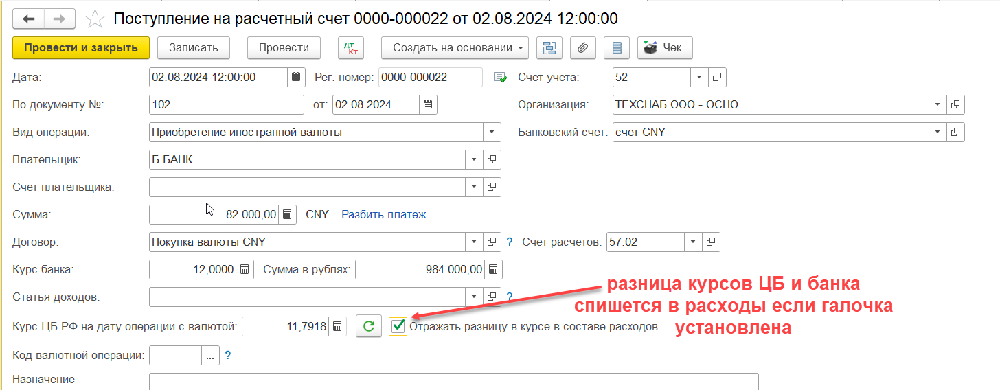 Поступление на расчетный счет 0000-000022 от 02.08.2024 12:00:00
Провести и закрыть Записать Провести Дт Кт Создать на основании Чек
Дата: 02.08.2024 12:00:00 Рег. номер: 0000-000022 Счет учета: 52
По документу №: 102 от: 02.08.2024 Организация: ТЕХСНАБ ООО - ОСНО
Вид операции: Приобретение иностранной валюты Банковский счет: счет CNY
Плательщик: Б БАНК
Счет плательщика:
Сумма: 82 000,00 CNY Разбить платеж
Договор: Покупка валюты CNY ? Счет расчетов: 57.02
Курс банка: 12,0000 Сумма в рублях: 984 000,00
Статья доходов: ?
разница курсов ЦБ и банка
спишется в расходы если галочка
установлена
Курс ЦБ РФ на дату операции с валютой: 11,7918 Отражать разницу в курсе в составе расходов
Код валютной операции: ... ?
Назначение